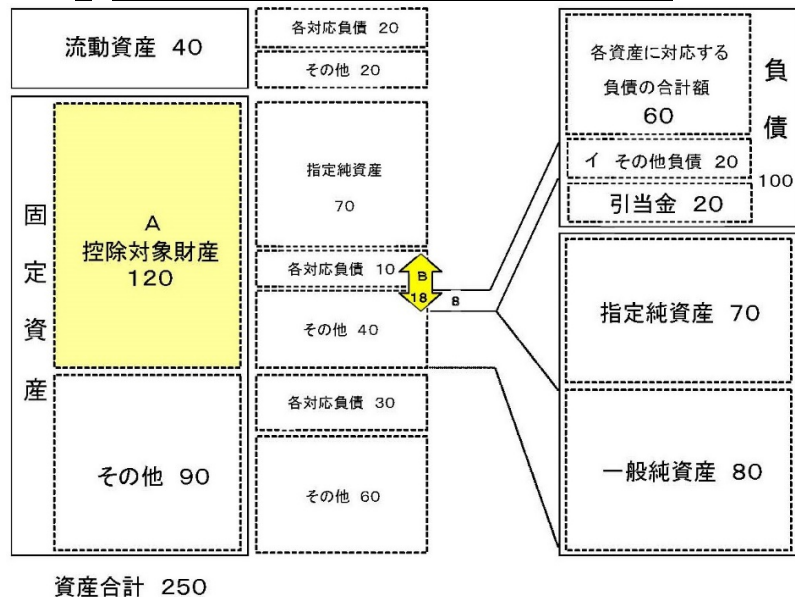 流動資産 40
固定資産
A
控除対象財産
120
その他 90
資産合計 250
各対応負債 20
その他 20
指定純資産
70
各対応負債 10
その他 40
B
18
8
各対応負債 30
その他 60
各資産に対応する
負債の合計額
60
イ その他負債 20
引当金 20
負債
100
指定純資産 70
一般純資産 80